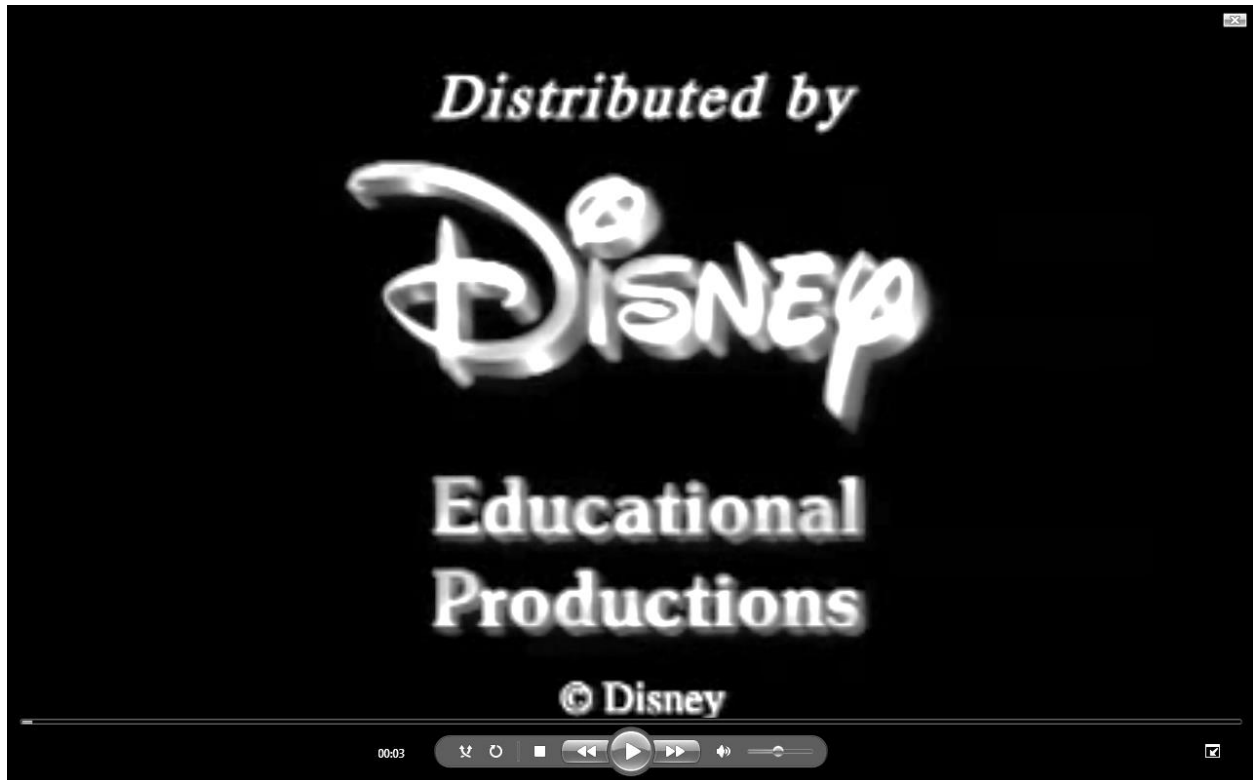 Distributed by
Disney
Educational
Productions
© Disney
00:03